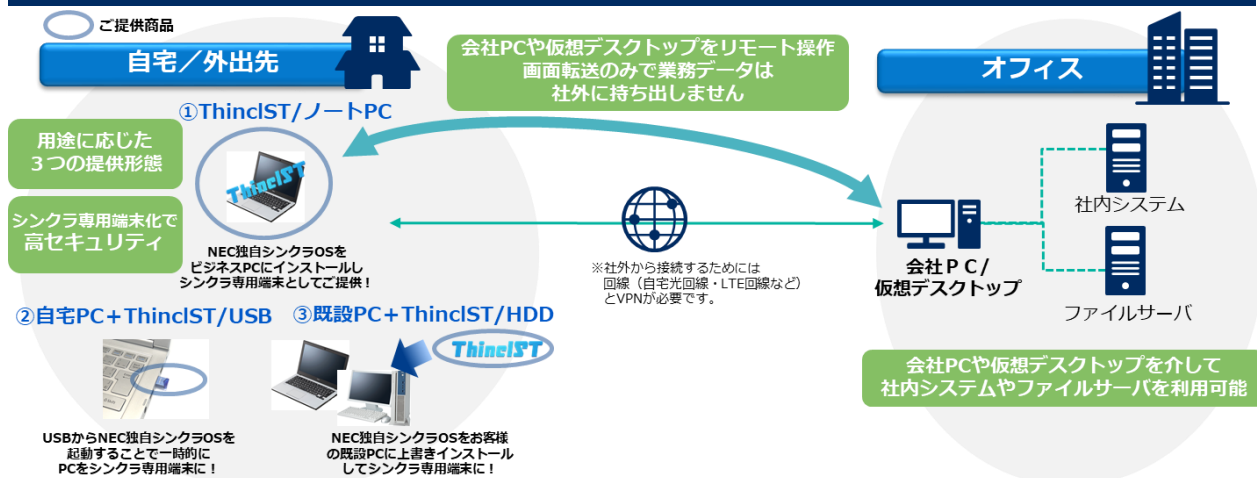 ご提供商品
自宅／外出先
会社PCや仮想デスクトップをリモート操作
画面転送のみで業務データは
社外に持ち出しません
オフィス
①ThinclST/ノートPC
用途に応じた
３つの提供形態
ThinclST
シンクラ専用端末化で
高セキュリティ
NEC独自シンクラOSを
ビジネスPCにインストールし
シンクラ専用端末としてご提供！
※社外から接続するためには
回線（自宅光回線・LTE回線など）
とVPNが必要です。
会社ＰＣ/
仮想デスクトップ
社内システム
ファイルサーバ
②自宅PC＋ThinclST/USB
③既設PC＋ThinclST/HDD
ThinclST
USBからNEC独自シンクラOSを
起動することで一時的に
PCをシンクラ専用端末に！
NEC独自シンクラOSをお客様
の既設PCに上書きインストール
してシンクラ専用端末に！
会社PCや仮想デスクトップを介して
社内システムやファイルサーバを利用可能